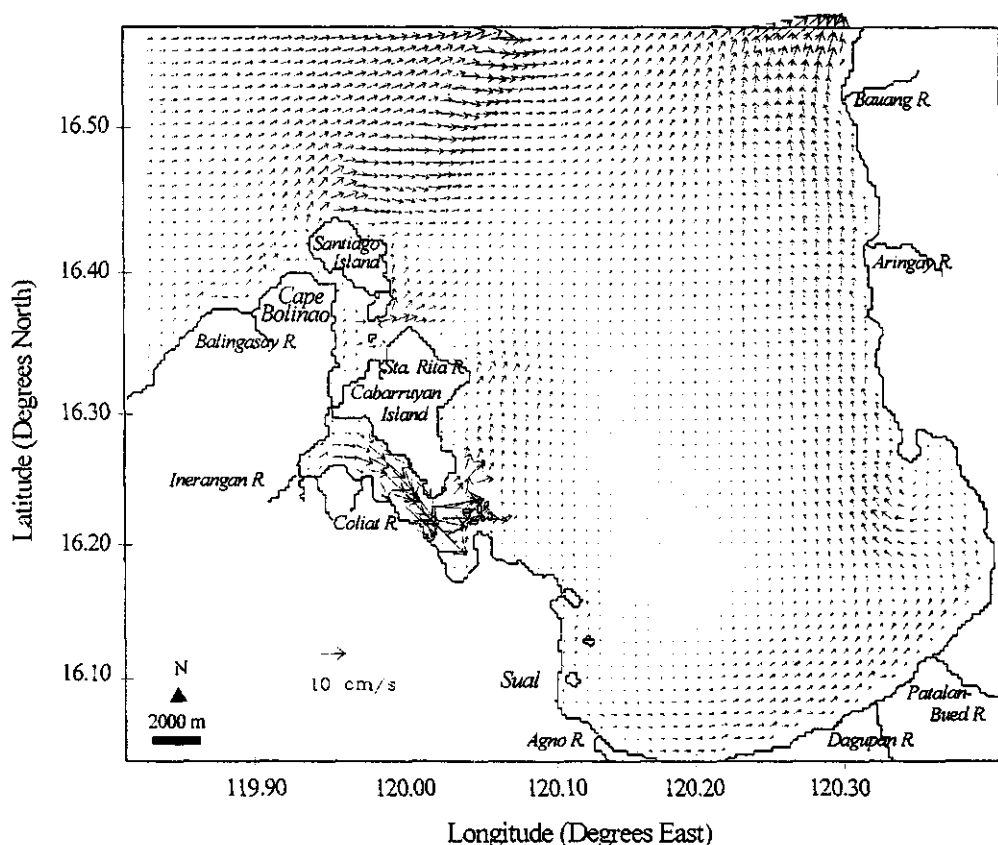 16.50
16.40
16.30
16.20
16.10
Latitude (Degrees North)
Bauang R.
Santiago
Island
Aringay R.
Cape
Bolinao
Balingasay R.
Sta. Rita R.
Cabarruyan
Island
Inerangan R.
Coliat R.
10 cm/s
N
2000 m
Sual
Patalan-
Bued R.
Agno R.
Dagupan R.
119.90
120.00
120.10
120.20
120.30
Longitude (Degrees East)